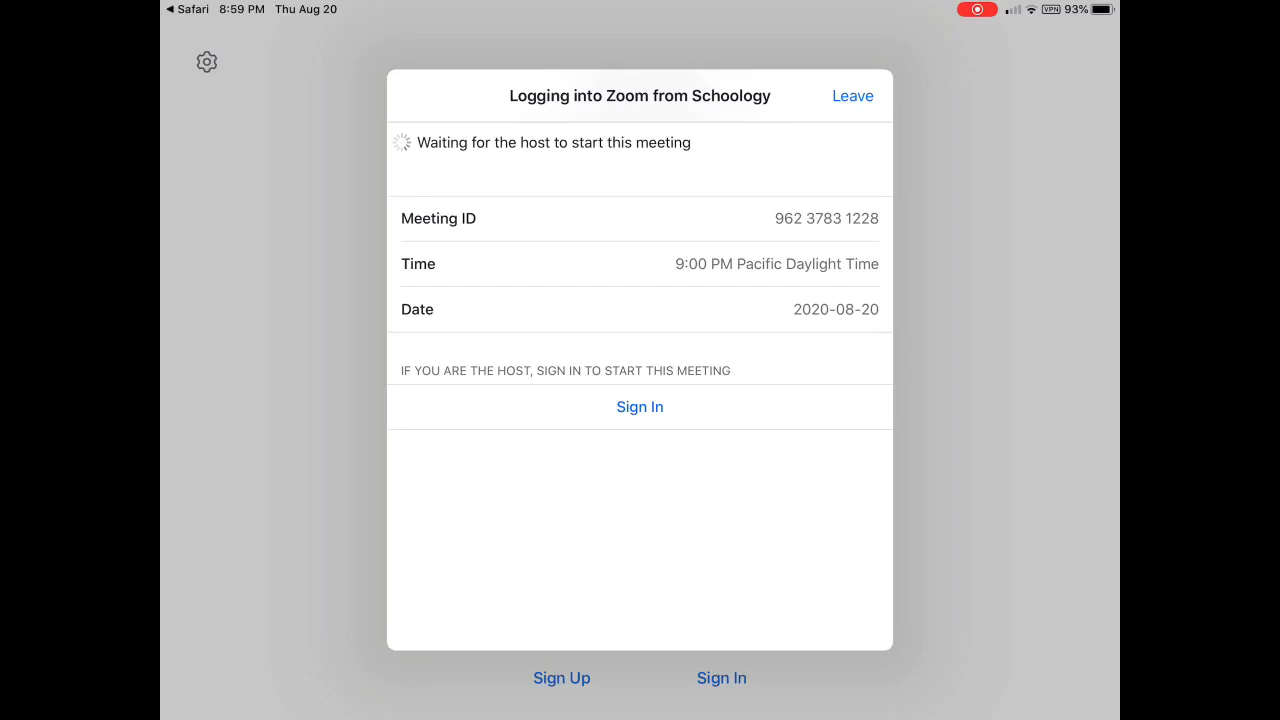 Safari 8:59 PM Thu Aug 20
VPN 93%
Logging into Zoom from Schoology
Leave
Waiting for the host to start this meeting
Meeting ID 962 3783 1228
Time 9:00 PM Pacific Daylight Time
Date 2020-08-20
IF YOU ARE THE HOST, SIGN IN TO START THIS MEETING
Sign In
Sign Up Sign In